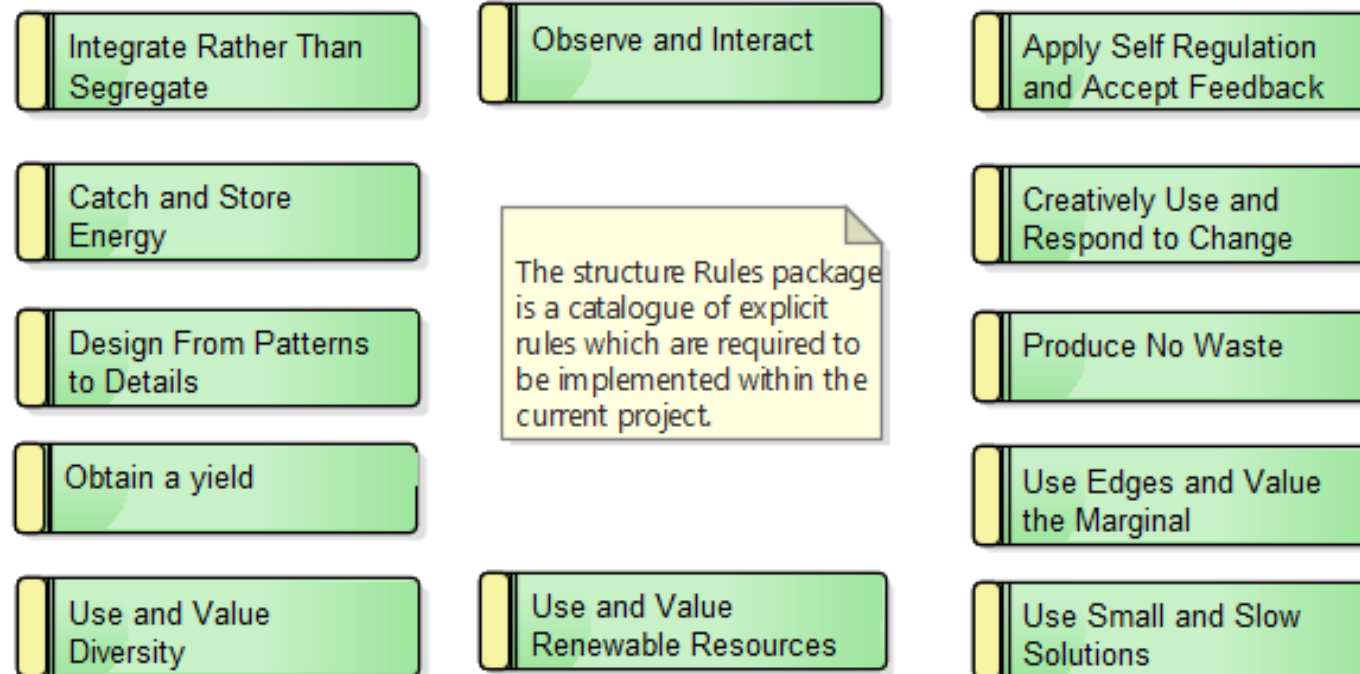 Integrate Rather Than
Segregate
Observe and Interact
Apply Self Regulation
and Accept Feedback
Catch and Store
Energy
Creatively Use and
Respond to Change
The structure Rules package
is a catalogue of explicit
rules which are required to
be implemented within the
current project.
Design From Patterns
to Details
Produce No Waste
Obtain a yield
Use Edges and Value
the Marginal
Use and Value
Diversity
Use and Value
Renewable Resources
Use Small and Slow
Solutions